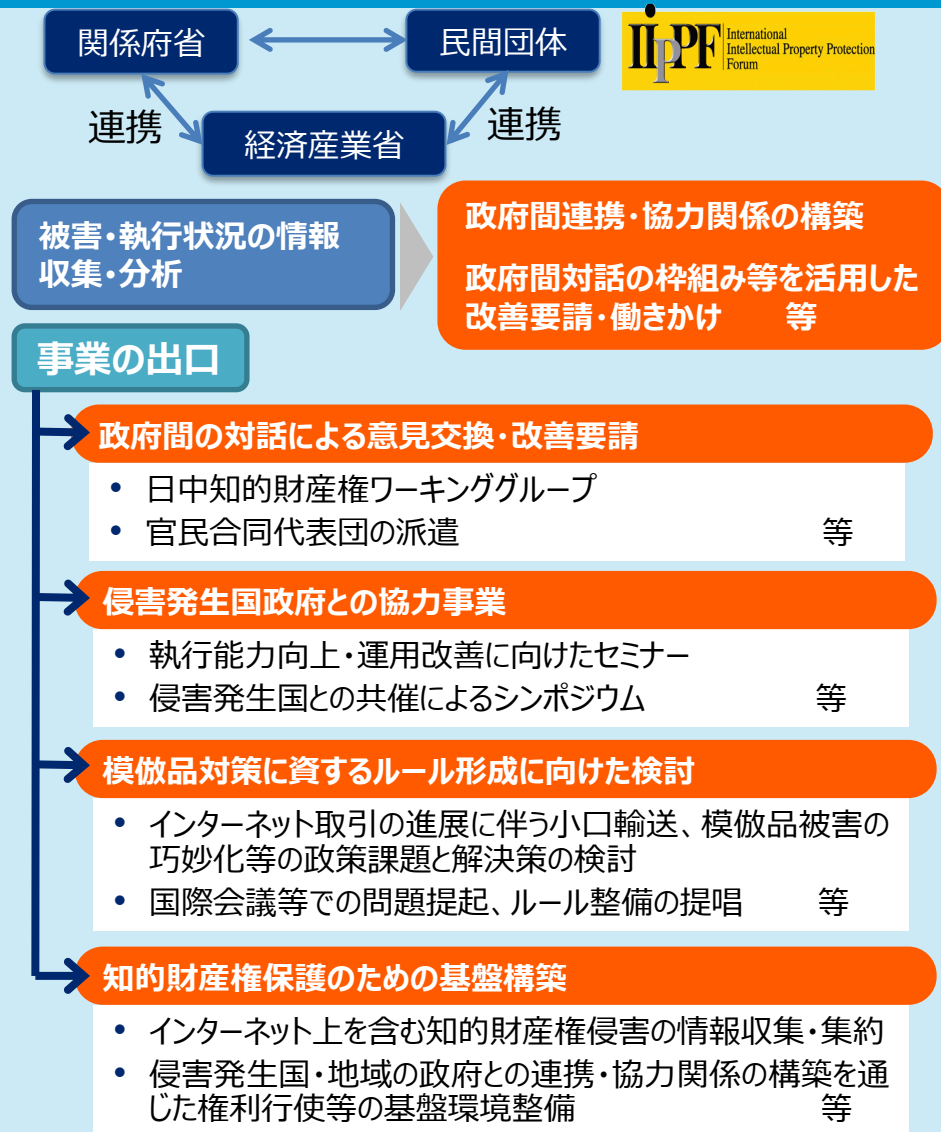 関係府省
民間団体
IIpPF
International
Intellectual Property Protection
Forum
連携
連携
経済産業省
被害・執行状況の情報
収集・分析
政府間連携・協力関係の構築
政府間対話の枠組み等を活用した
改善要請・働きかけ 等
事業の出口
政府間の対話による意見交換・改善要請
• 日中知的財産権ワーキンググループ
• 官民合同代表団の派遣 等
侵害発生国政府との協力事業
• 執行能力向上・運用改善に向けたセミナー
• 侵害発生国との共催によるシンポジウム 等
模倣品対策に資するルール形成に向けた検討
• インターネット取引の進展に伴う小口輸送、模倣品被害の
巧妙化等の政策課題と解決策の検討
• 国際会議等での問題提起、ルール整備の提唱 等
知的財産権保護のための基盤構築
• インターネット上を含む知的財産権侵害の情報収集・集約
• 侵害発生国・地域の政府との連携・協力関係の構築を通
じた権利行使等の基盤環境整備 等